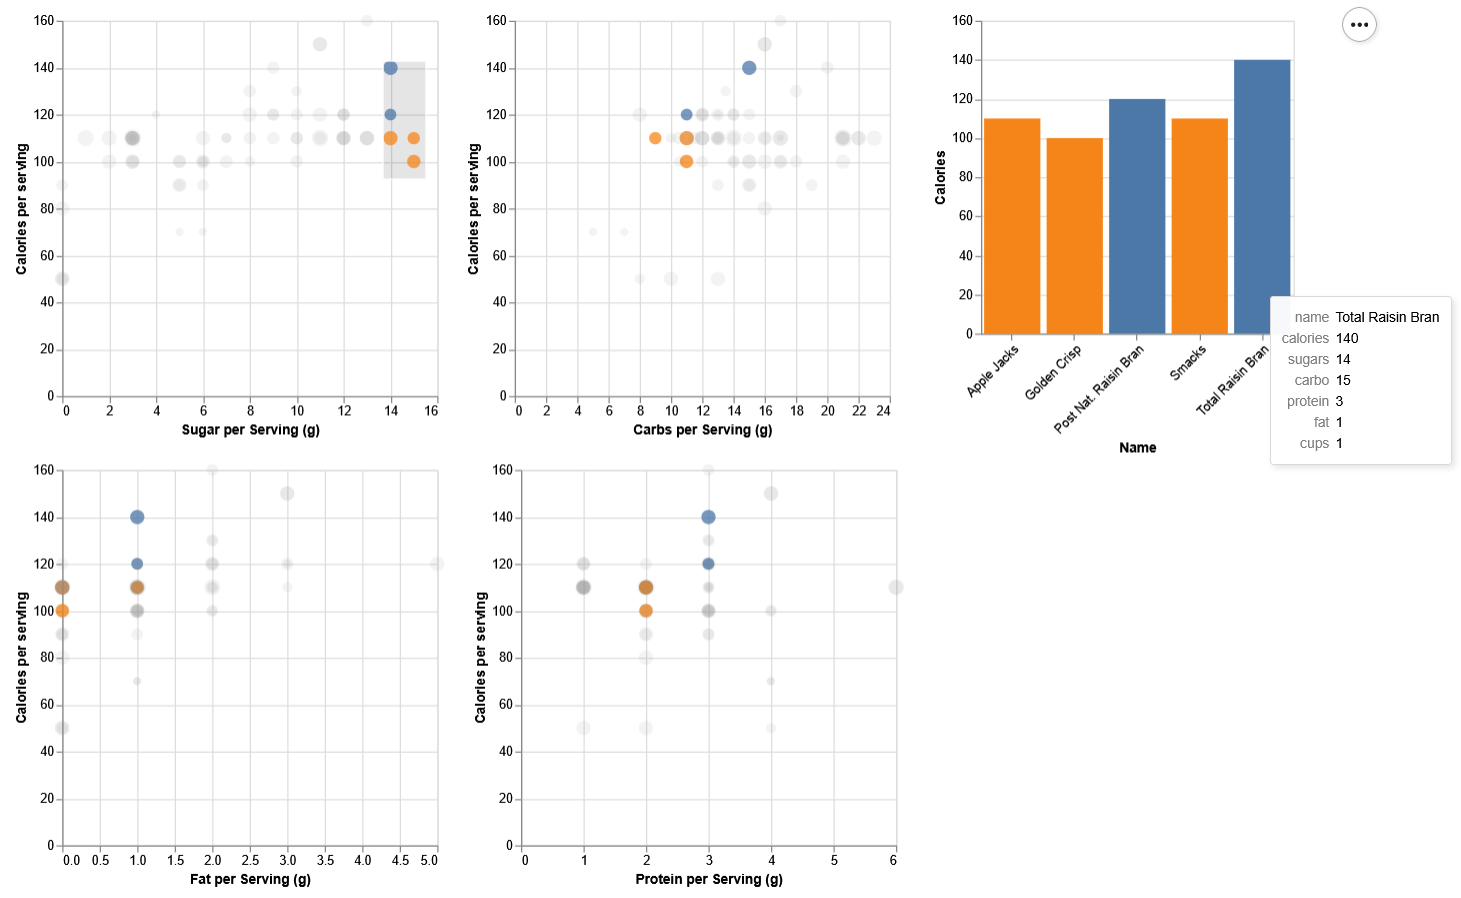 160
140
120
100
80
60
40
20
0
Calories per serving
0 2 4 6 8 10 12 14 16
Sugar per Serving (g)
160
140
120
100
80
60
40
20
0
Calories per serving
0 2 4 6 8 10 12 14 16 18 20 22 24
Carbs per Serving (g)
160
140
120
100
80
60
40
20
0
Calories
Apple Jacks
Golden Crisp
Post Nat. Raisin Bran
Smacks
Total Raisin Bran
Name
name Total Raisin Bran
calories 140
sugars 14
carbo 15
protein 3
fat 1
cups 1
160
140
120
100
80
60
40
20
0
Calories per serving
0.0 0.5 1.0 1.5 2.0 2.5 3.0 3.5 4.0 4.5 5.0
Fat per Serving (g)
160
140
120
100
80
60
40
20
0
Calories per serving
0 1 2 3 4 5 6
Protein per Serving (g)